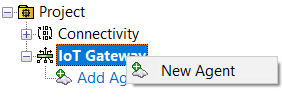 Project
Connectivity
IoT Gateway
New Agent
Add Ag